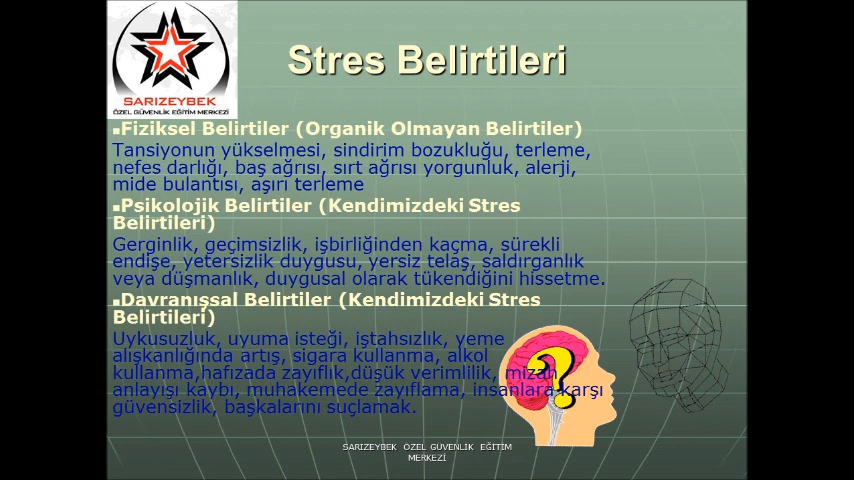 SARIZEYBEK
ÖZEL GÜVENLİK EĞİTİM MERKEZİ
Stres Belirtileri
Fiziksel Belirtiler (Organik Olmayan Belirtiler)
Tansiyonun yükselmesi, sindirim bozukluğu, terleme,
nefes darlığı, baş ağrısı, sırt ağrısı yorgunluk, alerji,
mide bulantısı, aşırı terleme
Psikolojik Belirtiler (Kendimizdeki Stres
Belirtileri)
Gerginlik, geçimsizlik, işbirliğinden kaçma, sürekli
endişe, yetersizlik duygusu, yersiz telaş, saldırganlık
veya düşmanlık, duygusal olarak tükendiğini hissetme.
Davranışsal Belirtiler (Kendimizdeki Stres
Belirtileri)
Uykusuzluk, uyuma isteği, iştahsızlık, yeme
alışkanlığında artış, sigara kullanma, alkol
kullanma,hafızada zayıflık,düşük verimlilik, mizah
anlayışı kaybı, muhakemede zayıflama, insanlara karşı
güvensizlik, başkalarını suçlamak.
?
SARIZEYBEK ÖZEL GÜVENLİK EĞİTİM
MERKEZİ